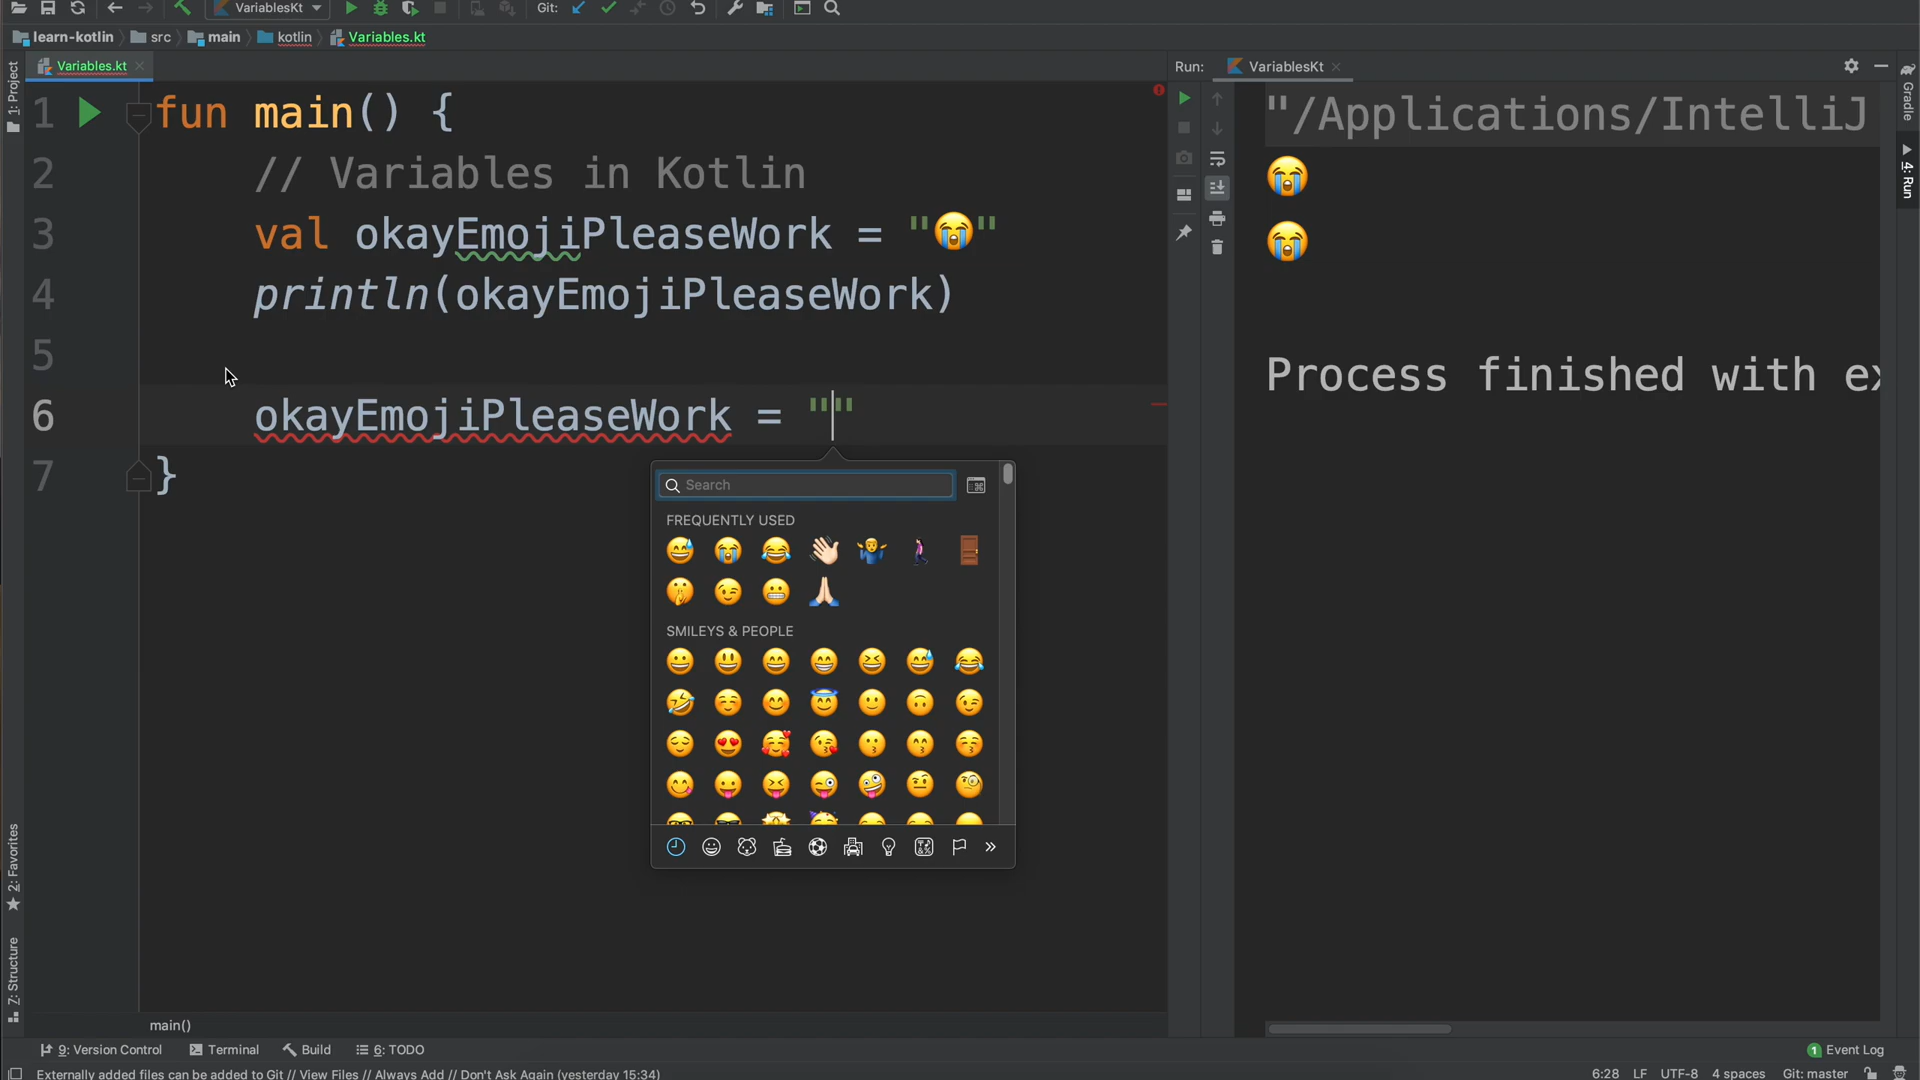 VariablesKt
Git:
learn-kotlin
src
main
kotlin
Variables.kt
1: Project
Variables.kt
Run:
VariablesKt
Gradle
4: Run
1 fun main() {
2 // Variables in Kotlin
3 val okayEmojiPleaseWork = "😭"
4 println(okayEmojiPleaseWork)
5
6 okayEmojiPleaseWork = ""
7 }
"/Applications/IntelliJ
😭
😭
Process finished with ex
Search
FREQUENTLY USED
SMILEYS & PEOPLE
2: Favorites
Z: Structure
main()
9: Version Control
Terminal
Build
6: TODO
1 Event Log
Externally added files can be added to Git // View Files // Always Add // Don't Ask Again (yesterday 15:34)
6:28 LF UTF-8 4 spaces Git: master